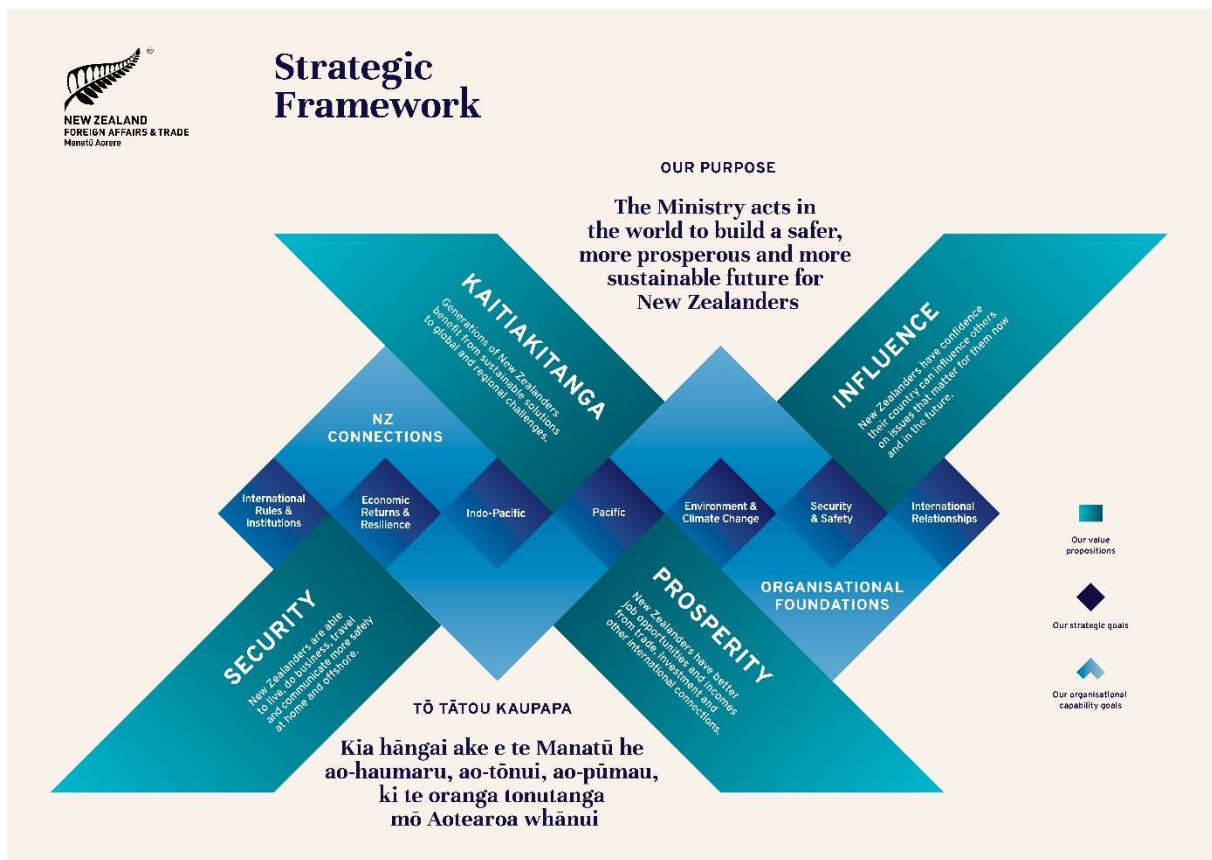 NEW ZEALAND
FOREIGN AFFAIRS & TRADE
Manatū Aorere
Strategic
Framework
OUR PURPOSE
The Ministry acts in
the world to build a safer,
more prosperous and more
sustainable future for
New Zealanders
KAITIAKITANGA
Generations of New Zealanders
benefit from sustainable solutions
to global and regional challenges.
INFLUENCE
New Zealanders have confidence
their country can influence others
on issues that matter for them now
and in the future.
NZ
CONNECTIONS
International
Rules &
Institutions
Economic
Returns &
Resilience
Indo-Pacific
Pacific
Environment &
Climate Change
Security
& Safety
International
Relationships
ORGANISATIONAL
FOUNDATIONS
SECURITY
New Zealanders are able
to live, do business, travel
and communicate more safely
at home and offshore.
PROSPERITY
New Zealanders have better
job opportunities and incomes
from trade, investment and
other international connections.
Our value
propositions
Our strategic goals
Our organisational
capability goals
TŌ TĀTOU KAUPAPA
Kia hāngai ake e te Manatū he
ao-haumaru, ao-tōnui, ao-pūmau,
ki te oranga tonutanga
mō Aotearoa whānui